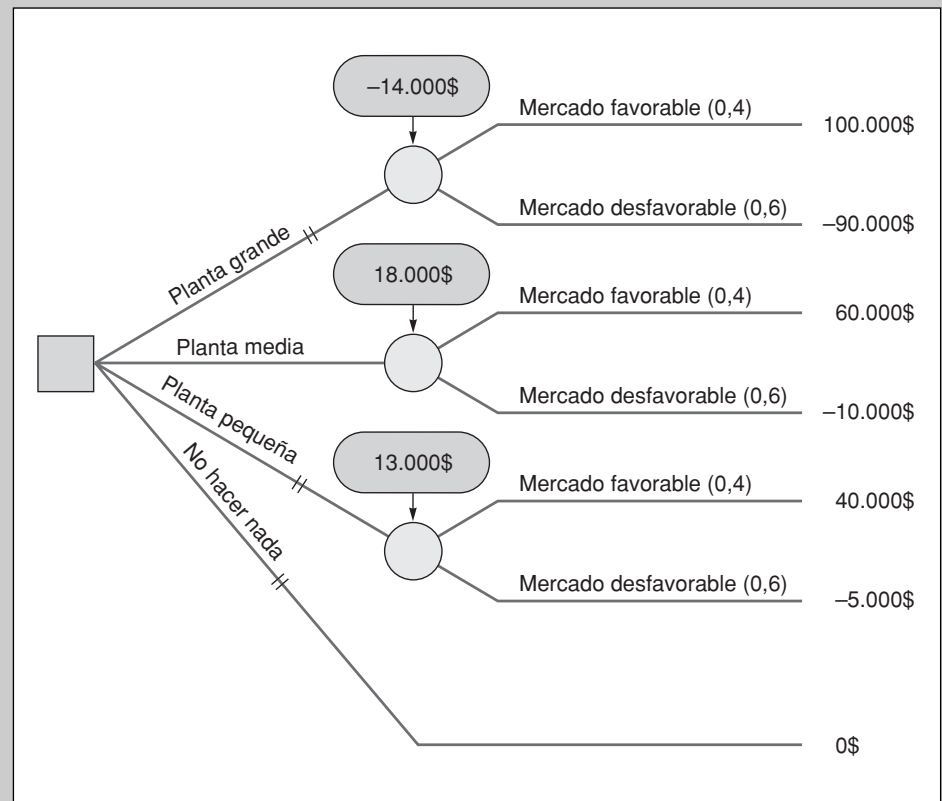 –14.000$
Mercado favorable (0,4)
100.000$
Mercado desfavorable (0,6)
–90.000$
Planta grande
18.000$
Mercado favorable (0,4)
60.000$
Planta media
Mercado desfavorable (0,6)
–10.000$
Planta pequeña
13.000$
Mercado favorable (0,4)
40.000$
No hacer nada
Mercado desfavorable (0,6)
–5.000$
0$